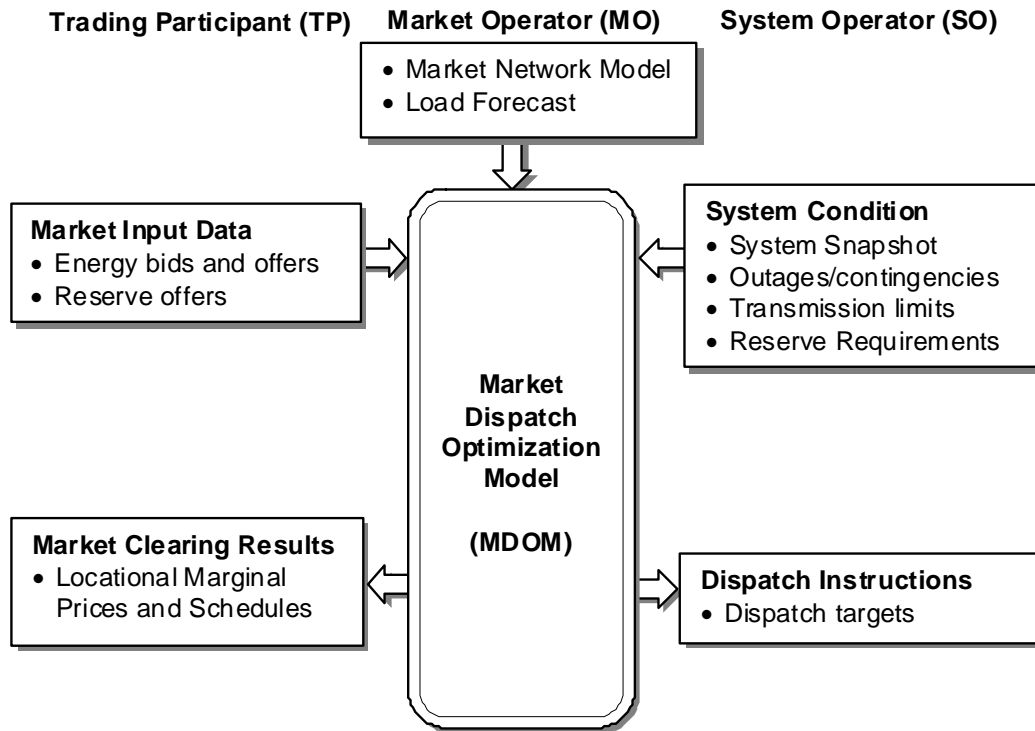 Trading Participant (TP)
Market Operator (MO)
System Operator (SO)
• Market Network Model
• Load Forecast
Market Input Data
• Energy bids and offers
• Reserve offers
System Condition
• System Snapshot
• Outages/contingencies
• Transmission limits
• Reserve Requirements
Market
Dispatch
Optimization
Model
(MDOM)
Market Clearing Results
• Locational Marginal
Prices and Schedules
Dispatch Instructions
• Dispatch targets